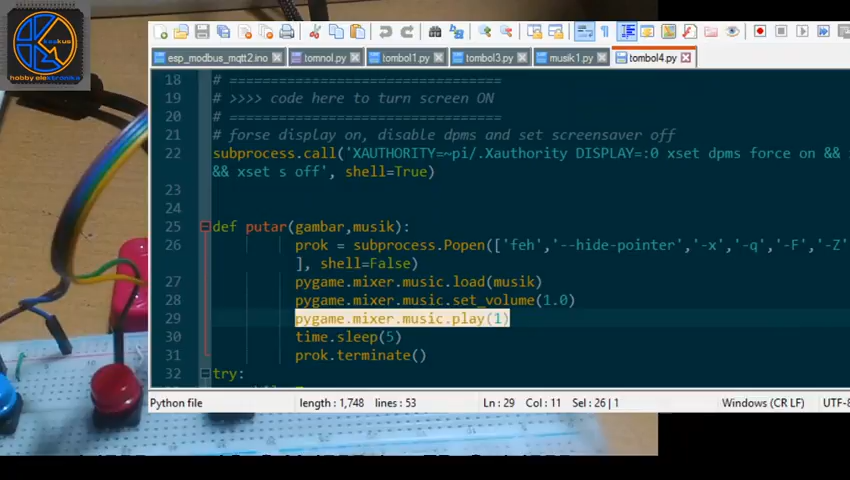 kaskus
hobby elektronika
esp_modbus_mqtt2.ino
tomnol.py
tombol1.py
tombol3.py
musik1.py
tombol4.py
18 # =================================
19 # >>>> code here to turn screen ON
20 # =================================
21 # forse display on, disable dpms and set screensaver off
22 subprocess.call('XAUTHORITY=~pi/.Xauthority DISPLAY=:0 xset dpms force on &&
&& xset s off', shell=True)
23
24
25 def putar(gambar,musik):
26 prok = subprocess.Popen(['feh','--hide-pointer','-x','-q','-F','-Z'
], shell=False)
27 pygame.mixer.music.load(musik)
28 pygame.mixer.music.set_volume(1.0)
29 pygame.mixer.music.play(1)
30 time.sleep(5)
31 prok.terminate()
32 try:
Python file
length : 1,748 lines : 53
Ln : 29 Col : 11 Sel : 26 | 1
Windows (CR LF)
UTF-8